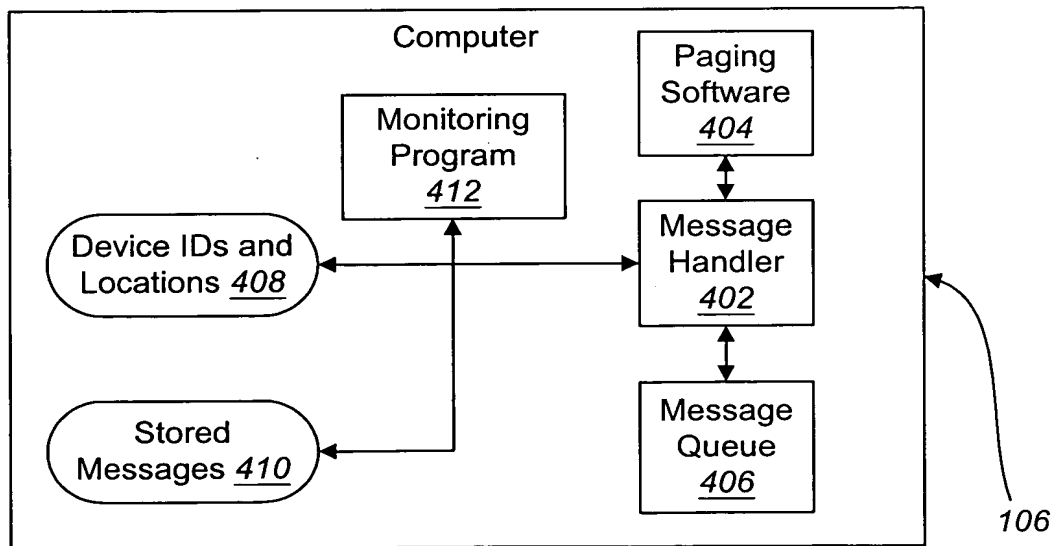 Computer
Paging
Software
404
Monitoring
Program
412
Device IDs and
Locations 408
Message
Handler
402
Stored
Messages 410
Message
Queue
406
106